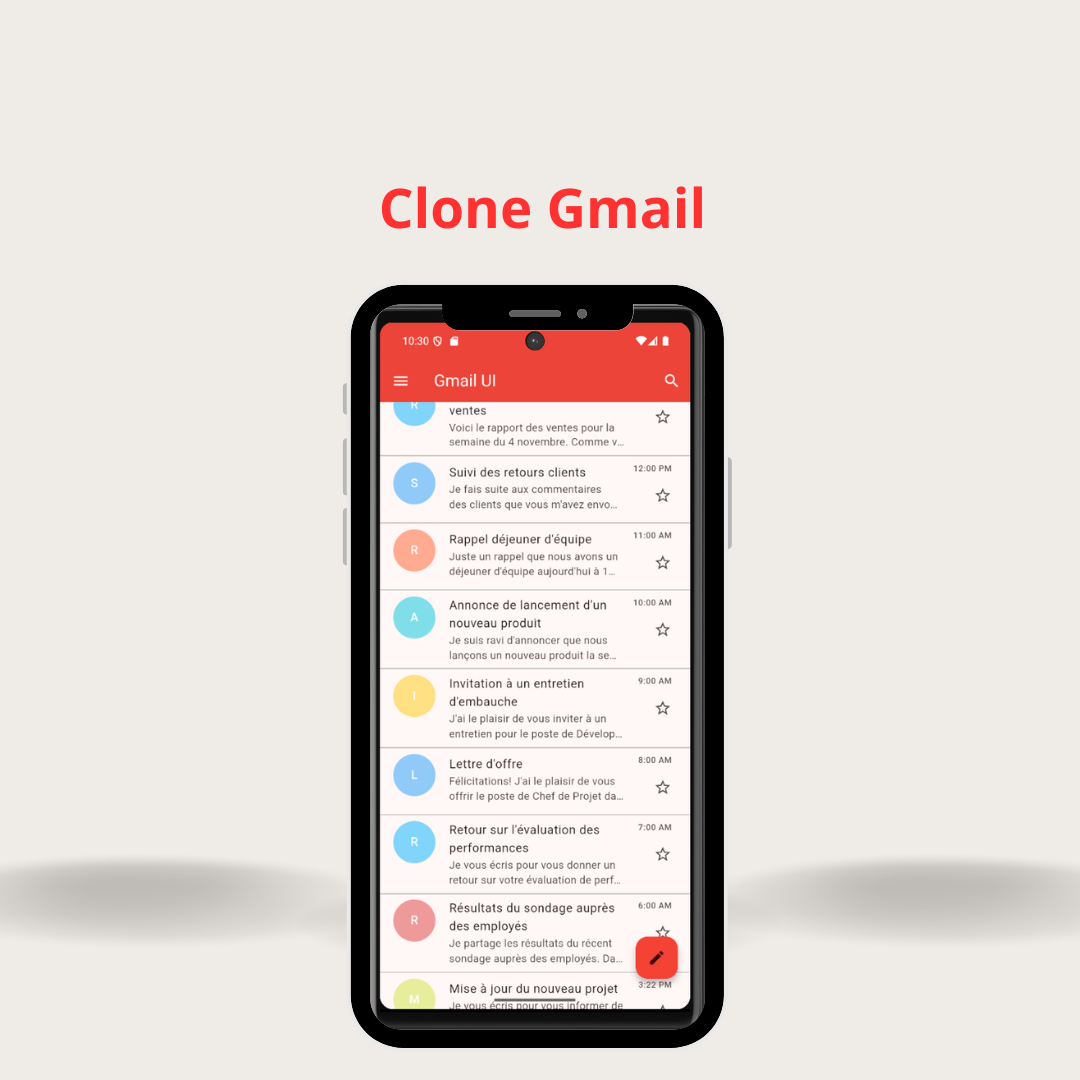 Clone Gmail
10:30
Gmail UI
R
ventes
Voici le rapport des ventes pour la
semaine du 4 novembre. Comme v…
S
Suivi des retours clients
12:00 PM
Je fais suite aux commentaires
des clients que vous m'avez envo…
R
Rappel déjeuner d'équipe
11:00 AM
Juste un rappel que nous avons un
déjeuner d'équipe aujourd'hui à 1…
A
Annonce de lancement d'un
10:00 AM
nouveau produit
Je suis ravi d'annoncer que nous
lançons un nouveau produit la se…
I
Invitation à un entretien
9:00 AM
d'embauche
J'ai le plaisir de vous inviter à un
entretien pour le poste de Dévelop…
L
Lettre d'offre
8:00 AM
Félicitations! J'ai le plaisir de vous
offrir le poste de Chef de Projet da…
R
Retour sur l'évaluation des
7:00 AM
performances
Je vous écris pour vous donner un
retour sur votre évaluation de perf…
R
Résultats du sondage auprès
6:00 AM
des employés
Je partage les résultats du récent
sondage auprès des employés. Da…
M
Mise à jour du nouveau projet
3:22 PM
Je vous écris pour vous informer de